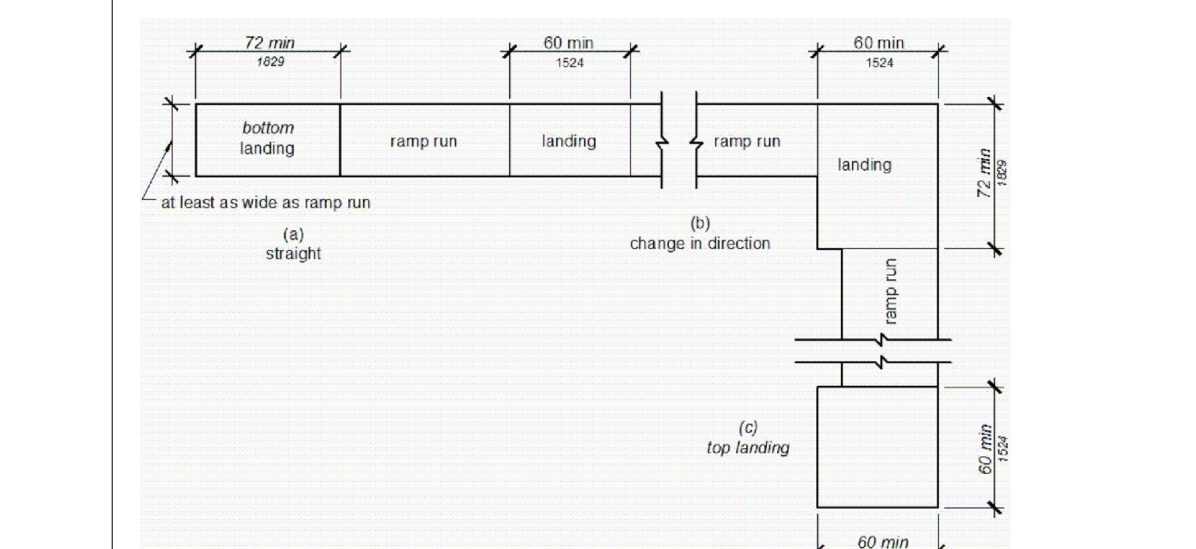 72 min
1829
60 min
1524
60 min
1524
bottom
landing
ramp run
landing
ramp run
landing
72 min
1829
at least as wide as ramp run
(a)
straight
(b)
change in direction
ramp run
(c)
top landing
60 min
1524
60 min